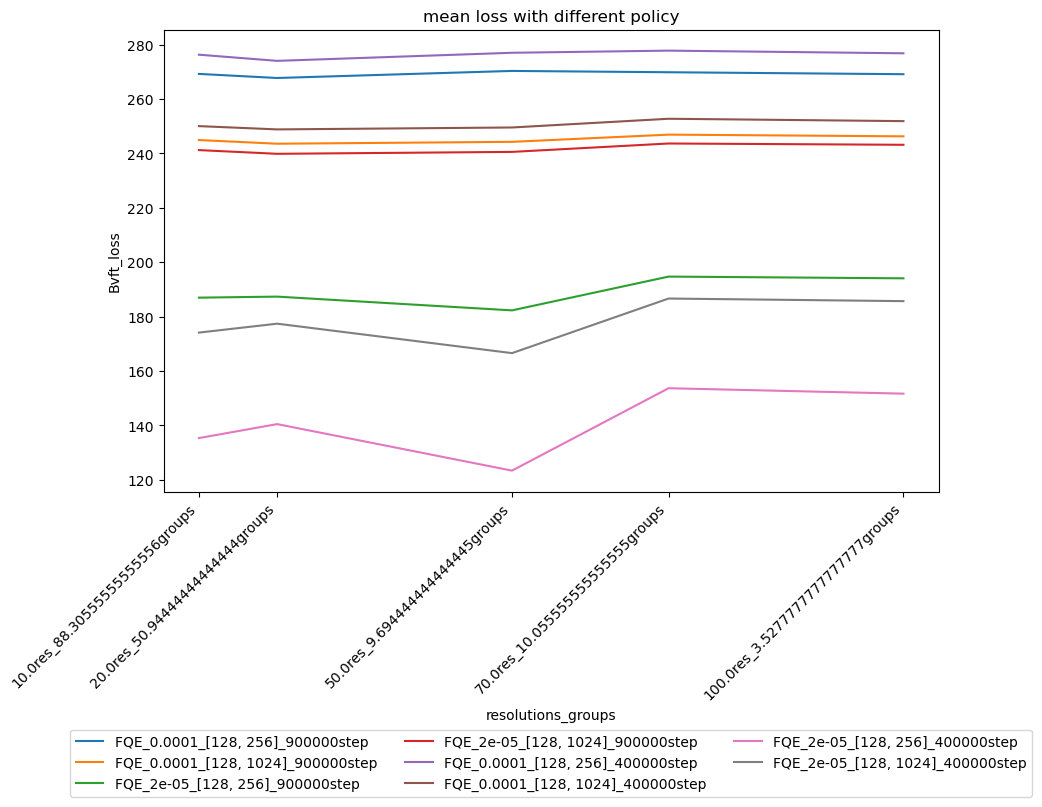 mean loss with different policy
280
260
240
220
200
180
160
140
120
Bvft_loss
10.0res_88.30555555555556groups
20.0res_50.94444444444444groups
50.0res_9.694444444444445groups
70.0res_10.055555555555555groups
100.0res_3.5277777777777777groups
resolutions_groups
FQE_0.0001_[128, 256]_900000step
FQE_0.0001_[128, 1024]_900000step
FQE_2e-05_[128, 256]_900000step
FQE_2e-05_[128, 1024]_900000step
FQE_0.0001_[128, 256]_400000step
FQE_0.0001_[128, 1024]_400000step
FQE_2e-05_[128, 256]_400000step
FQE_2e-05_[128, 1024]_400000step